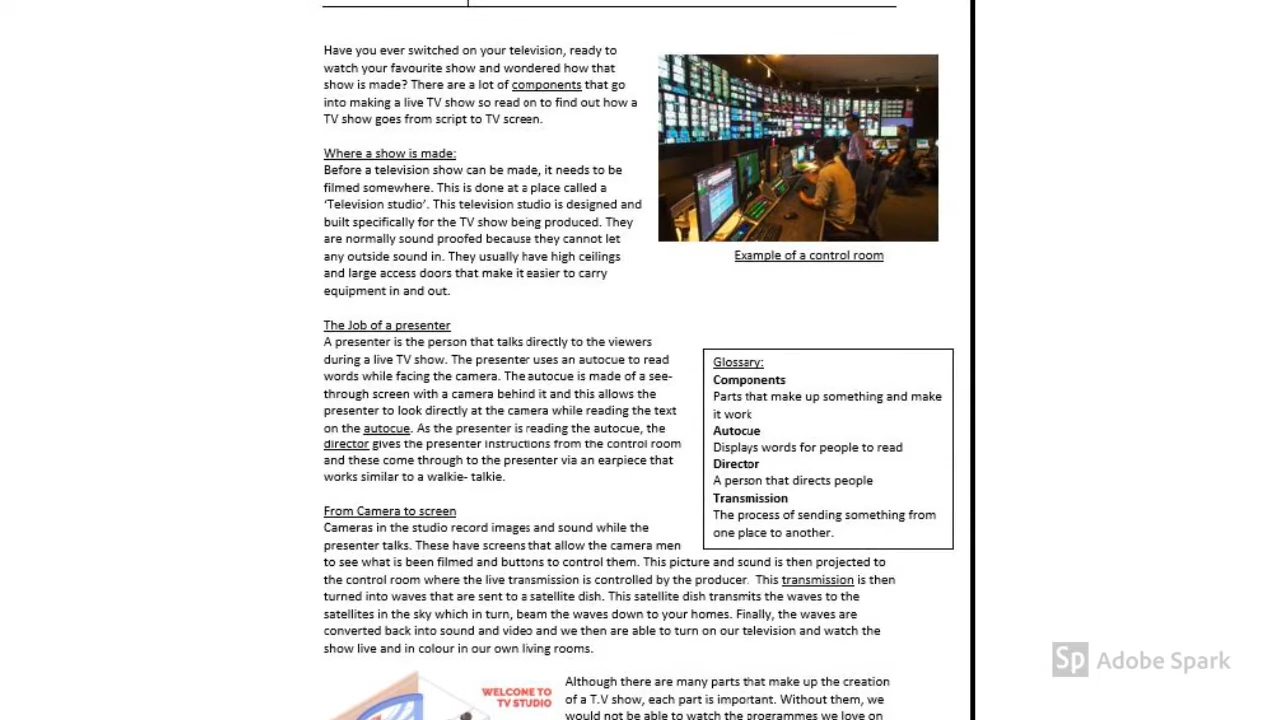 Have you ever switched on your television, ready to
watch your favourite show and wondered how that
show is made? There are a lot of components that go
into making a live TV show so read on to find out how a
TV show goes from script to TV screen.
Example of a control room
Where a show is made:
Before a television show can be made, it needs to be
filmed somewhere. This is done at a place called a
‘Television studio’. This television studio is designed and
built specifically for the TV show being produced. They
are normally sound proofed because they cannot let
any outside sound in. They usually have high ceilings
and large access doors that make it easier to carry
equipment in and out.
The Job of a presenter
A presenter is the person that talks directly to the viewers
during a live TV show. The presenter uses an autocue to read
words while facing the camera. The autocue is made of a see-
through screen with a camera behind it and this allows the
presenter to look directly at the camera while reading the text
on the autocue. As the presenter is reading the autocue, the
director gives the presenter instructions from the control room
and these come through to the presenter via an earpiece that
works similar to a walkie- talkie.
Glossary:
Components
Parts that make up something and make
it work
Autocue
Displays words for people to read
Director
A person that directs people
Transmission
The process of sending something from
one place to another.
From Camera to screen
Cameras in the studio record images and sound while the
presenter talks. These have screens that allow the camera men
to see what is been filmed and buttons to control them. This picture and sound is then projected to
the control room where the live transmission is controlled by the producer. This transmission is then
turned into waves that are sent to a satellite dish. This satellite dish transmits the waves to the
satellites in the sky which in turn, beam the waves down to your homes. Finally, the waves are
converted back into sound and video and we then are able to turn on our television and watch the
show live and in colour in our own living rooms.
WELCOME TO
TV STUDIO
Although there are many parts that make up the creation
of a T.V show, each part is important. Without them, we
would not be able to watch the programmes we love on
Sp Adobe Spark